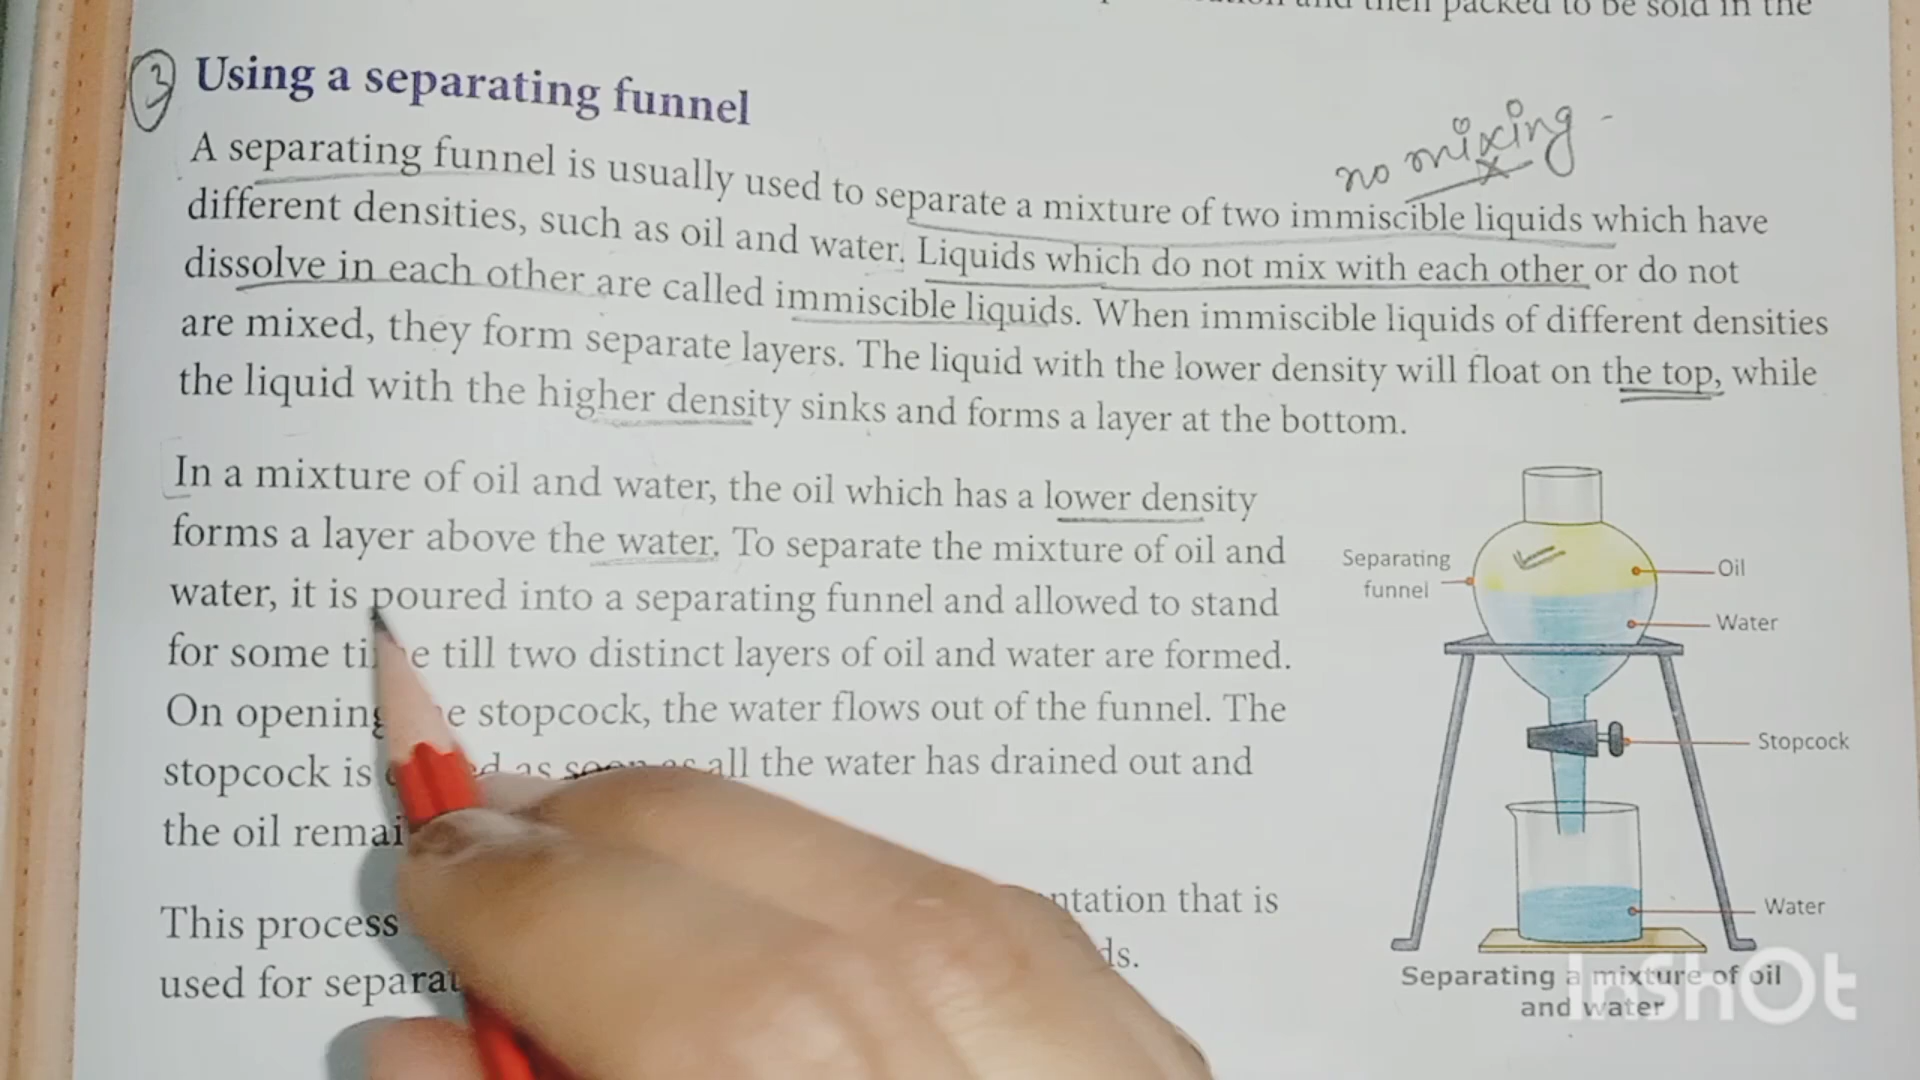 then packed to be sold in the
3 Using a separating funnel
no mixing
A separating funnel is usually used to separate a mixture of two immiscible liquids which have
different densities, such as oil and water. Liquids which do not mix with each other or do not
dissolve in each other are called immiscible liquids. When immiscible liquids of different densities
are mixed, they form separate layers. The liquid with the lower density will float on the top, while
the liquid with the higher density sinks and forms a layer at the bottom.
In a mixture of oil and water, the oil which has a lower density
forms a layer above the water. To separate the mixture of oil and
water, it is poured into a separating funnel and allowed to stand
for some till two distinct layers of oil and water are formed.
On opening stopcock, the water flows out of the funnel. The
stopcock is as soon as all the water has drained out and
the oil
This process that is
used for
Separating
funnel
Oil
Water
Stopcock
Water
Separating a mixture of oil
and water
InShOt